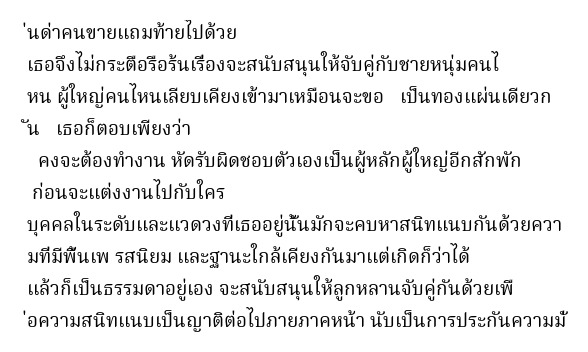 ่นด่าคนขายแถมท้ายไปด้วย
เธอจึงไม่กระตือรือร้นเรื่องจะสนับสนุนให้จับคู่กับชายหนุ่มคนไ
หน ผู้ใหญ่คนไหนเลียบเคียงเข้ามาเหมือนจะขอ   เป็นทองแผ่นเดียวก
ัน   เธอก็ตอบเพียงว่า
คงจะต้องทำงาน หัดรับผิดชอบตัวเองเป็นผู้หลักผู้ใหญ่อีกสักพัก
ก่อนจะแต่งงานไปกับใคร
บุคคลในระดับและแวดวงที่เธออยู่นั้นมักจะคบหาสนิทแนบกันด้วยควา
มที่มีพื้นเพ รสนิยม และฐานะใกล้เคียงกันมาแต่เกิดก็ว่าได้
แล้วก็เป็นธรรมดาอยู่เอง จะสนับสนุนให้ลูกหลานจับคู่กันด้วยเพื
่อความสนิทแนบเป็นญาติต่อไปภายภาคหน้า นับเป็นการประกันความมั